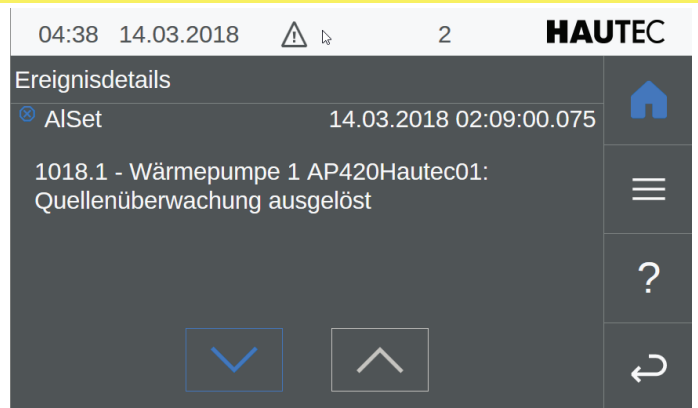 04:38 14.03.2018 2 HAUTEC
Ereignisdetails
AlSet 14.03.2018 02:09:00.075
1018.1 - Wärmepumpe 1 AP420Hautec01:
Quellenüberwachung ausgelöst
?